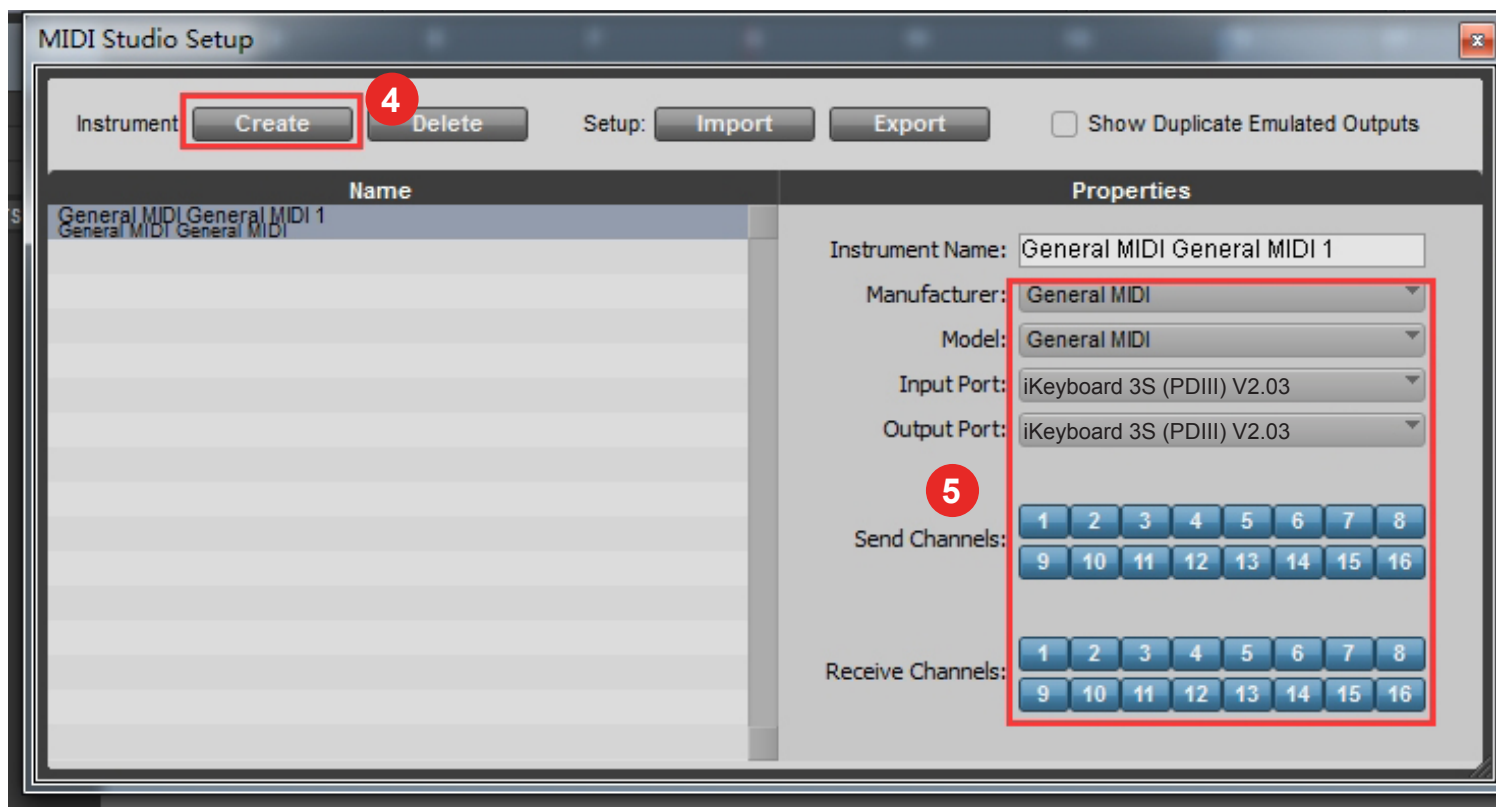 MIDI Studio Setup
4
Instrument Create Delete Setup: Import Export Show Duplicate Emulated Outputs
Name
Properties
General MIDI General MIDI 1
General MIDI General MIDI
Instrument Name: General MIDI General MIDI 1
Manufacturer: General MIDI
Model: General MIDI
Input Port: iKeyboard 3S (PDIII) V2.03
Output Port: iKeyboard 3S (PDIII) V2.03
5
Send Channels:
1 2 3 4 5 6 7 8
9 10 11 12 13 14 15 16
Receive Channels:
1 2 3 4 5 6 7 8
9 10 11 12 13 14 15 16